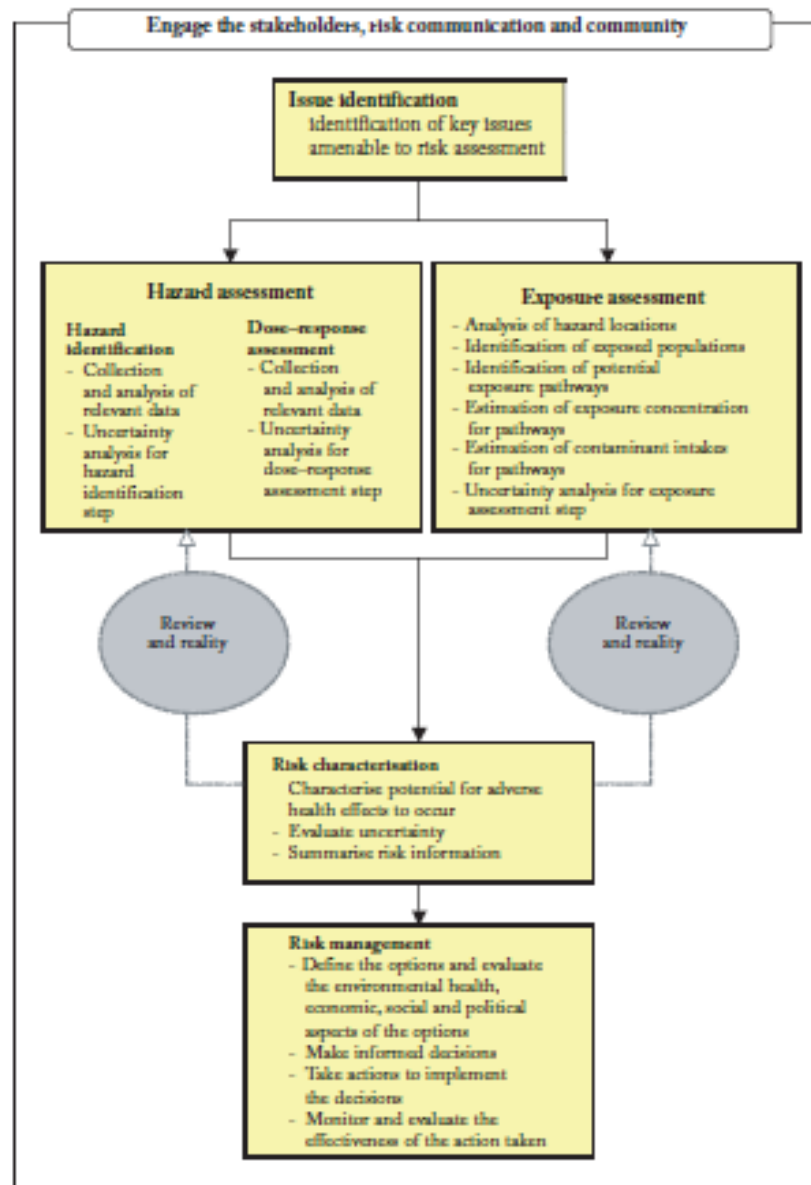 Engage the stakeholders, risk communication and community
Issue identification
identification of key issues
amenable to risk assessment
Hazard assessment
Hazard
identification
- Collection
and analysis of
relevant data
- Uncertainty
analysis for
hazard
identification
step
Dose–response
assessment
- Collection
and analysis of
relevant data
- Uncertainty
analysis for
dose–response
assessment step
Exposure assessment
- Analysis of hazard locations
- Identification of exposed populations
- Identification of potential
exposure pathways
- Estimation of exposure concentration
for pathways
- Estimation of contaminant intakes
for pathways
- Uncertainty analysis for exposure
assessment step
Review
and reality
Review
and reality
Risk characterisation
Characterise potential for adverse
health effects to occur
- Evaluate uncertainty
- Summarise risk information
Risk management
- Define the options and evaluate
the environmental health,
economic, social and political
aspects of the options
- Make informed decisions
- Take actions to implement
the decisions
- Monitor and evaluate the
effectiveness of the action taken